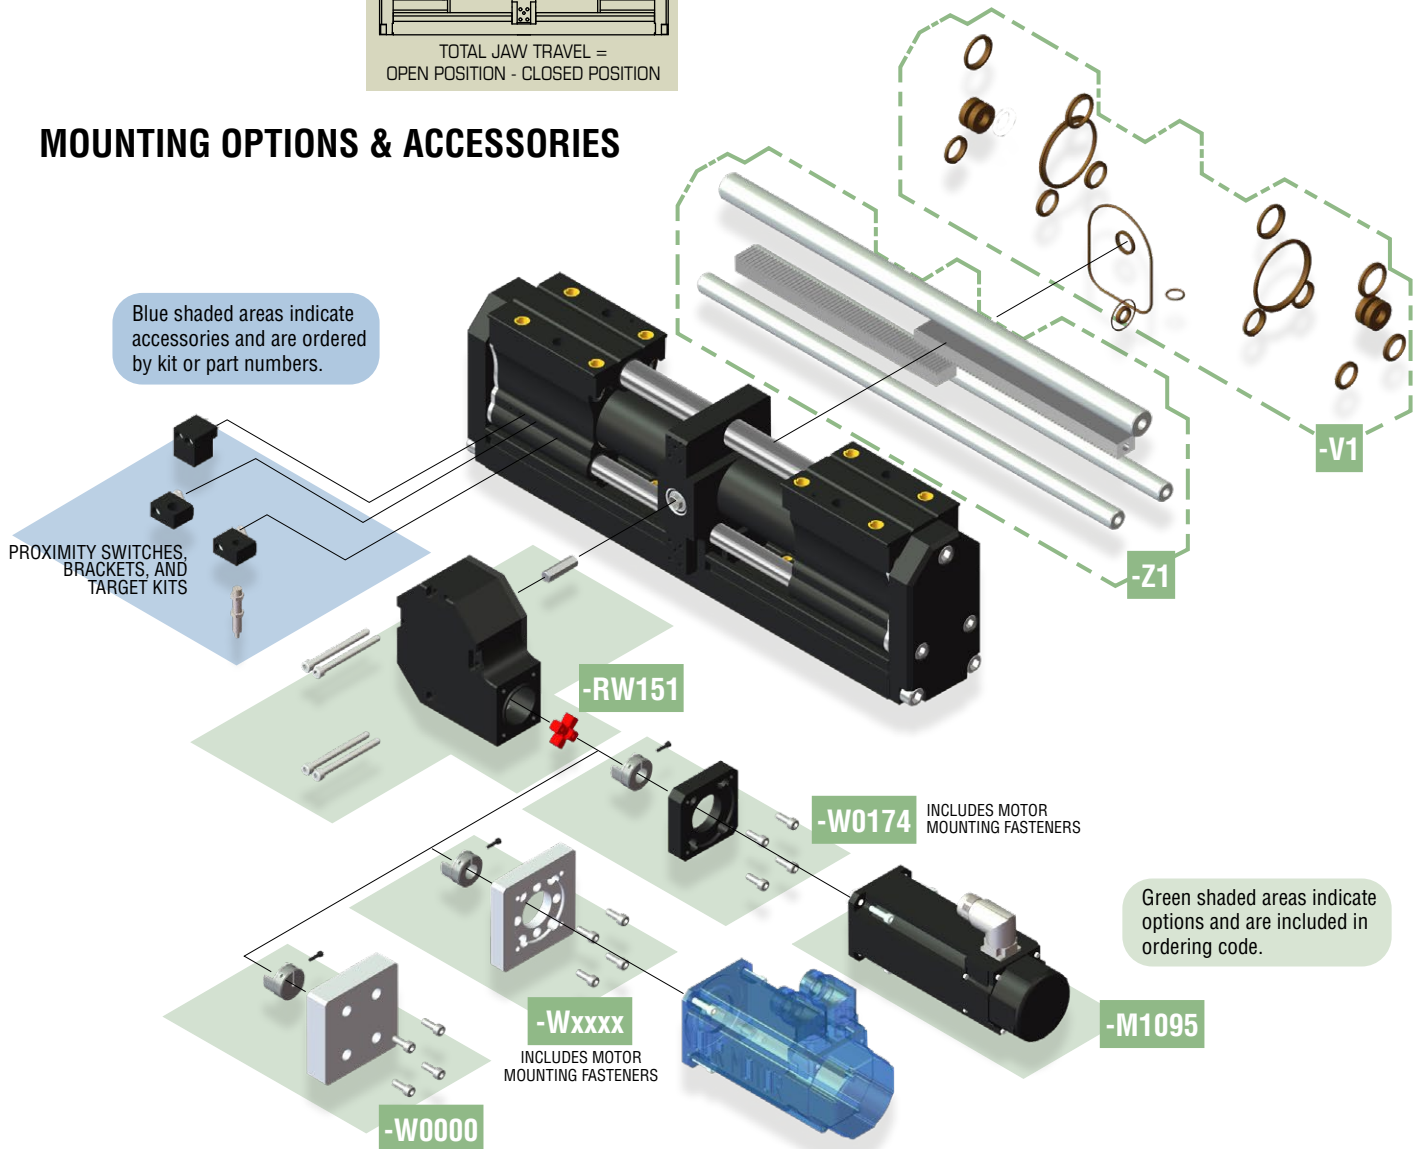 TOTAL JAW TRAVEL =
OPEN POSITION - CLOSED POSITION
MOUNTING OPTIONS & ACCESSORIES
Blue shaded areas indicate
accessories and are ordered
by kit or part numbers.
-V1
-Z1
PROXIMITY SWITCHES,
BRACKETS, AND
TARGET KITS
-RW151
-W0174
INCLUDES MOTOR
MOUNTING FASTENERS
Green shaded areas indicate
options and are included in
ordering code.
-Wxxxx
INCLUDES MOTOR
MOUNTING FASTENERS
-M1095
-W0000